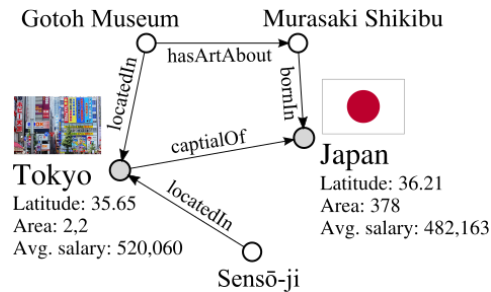 Gotoh Museum
Murasaki Shikibu
hasArtAbout
locatedIn
bornIn
captialOf
Tokyo
Latitude: 35.65
Area: 2,2
Avg. salary: 520,060
Japan
Latitude: 36.21
Area: 378
Avg. salary: 482,163
locatedIn
Sensō-ji